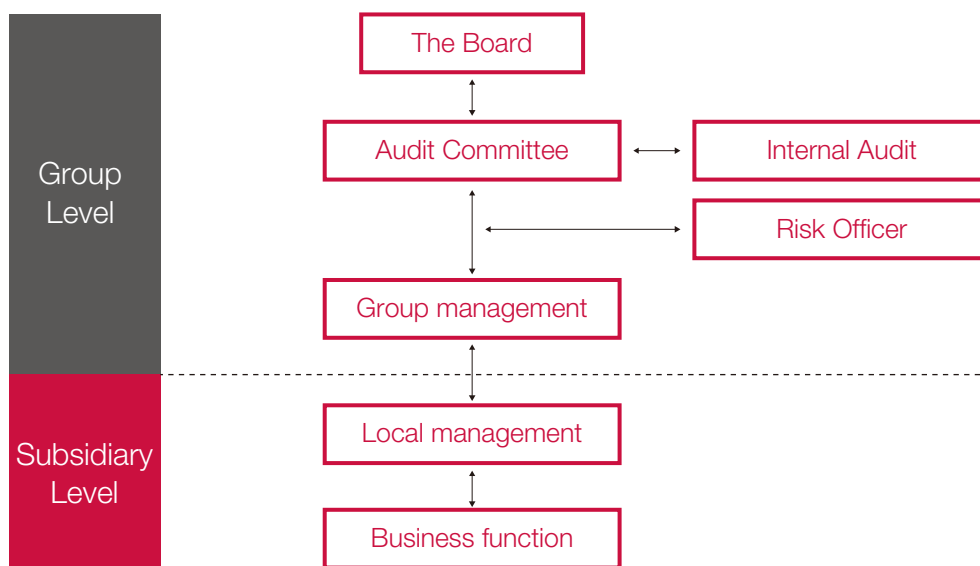 The Board
Audit Committee
Internal Audit
Group
Level
Risk Officer
Group management
Local management
Subsidiary
Level
Business function